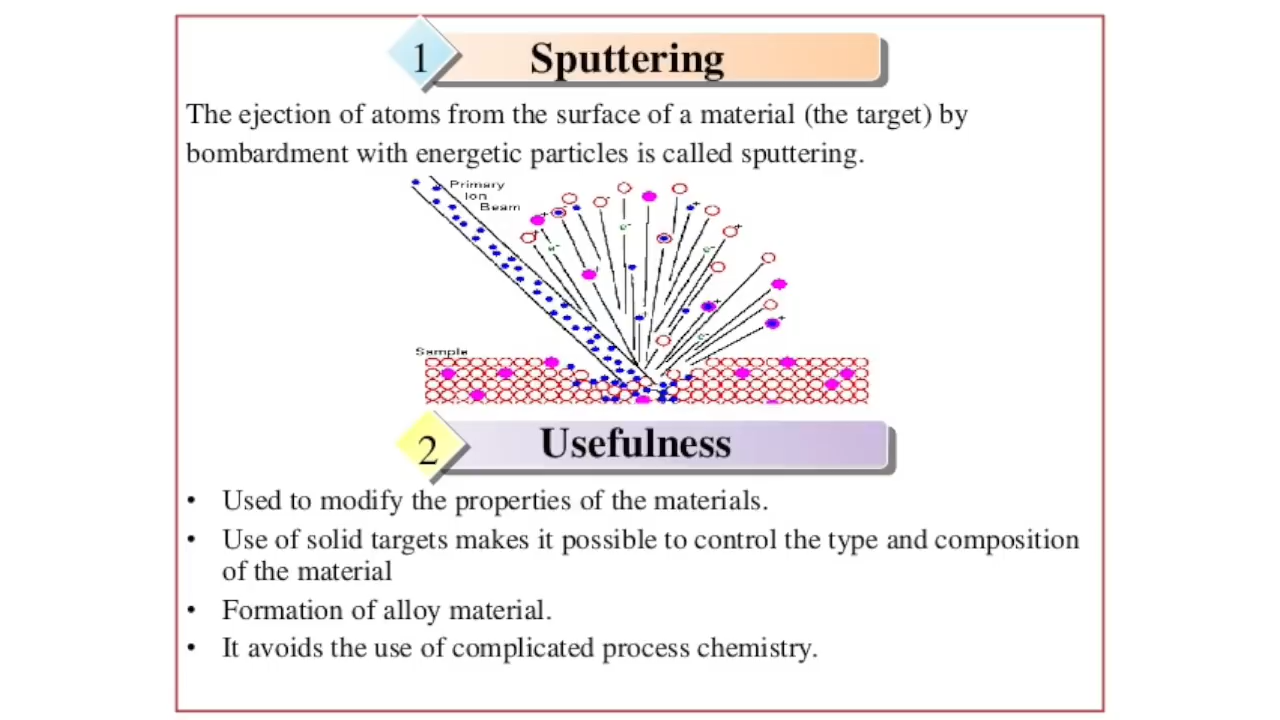 1
Sputtering
The ejection of atoms from the surface of a material (the target) by
bombardment with energetic particles is called sputtering.
Primary
Ion
Beam
+
+
+
+
+
+
+
e-
e-
e-
e-
Sample
2
Usefulness
• Used to modify the properties of the materials.
• Use of solid targets makes it possible to control the type and composition
of the material
• Formation of alloy material.
• It avoids the use of complicated process chemistry.